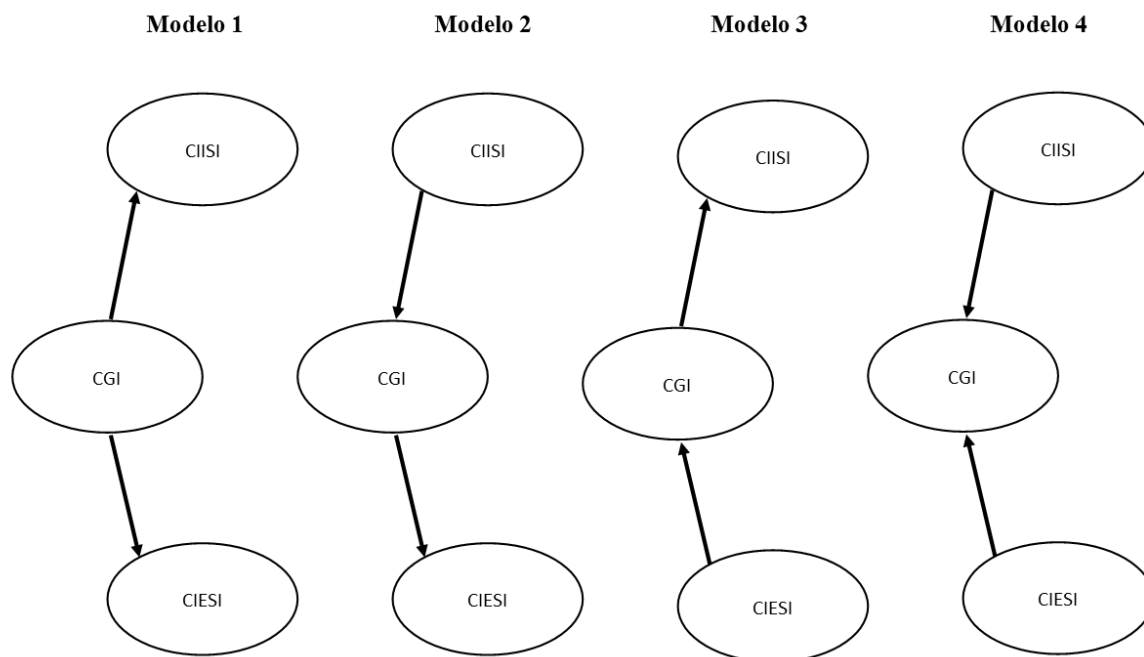 Modelo 1 Modelo 2 Modelo 3 Modelo 4
CIISI CIISI CIISI CIISI
CGI CGI CGI CGI
CIESI CIESI CIESI CIESI